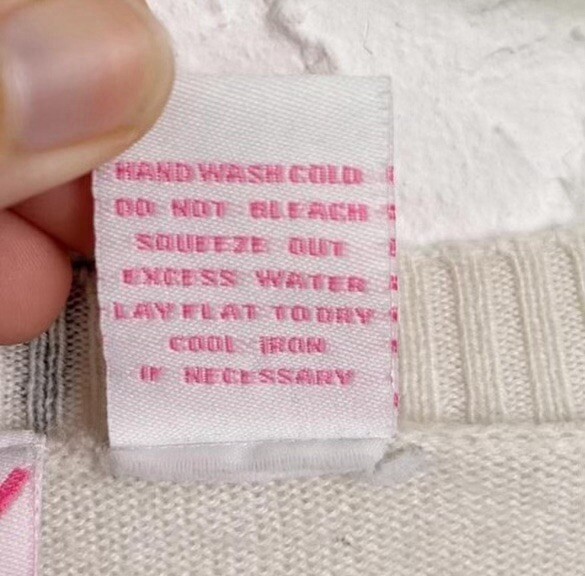 HAND WASH COLD
DO NOT BLEACH
SQUEEZE OUT
EXCESS WATER
LAY FLAT TO DRY
COOL IRON
IF NECESSARY